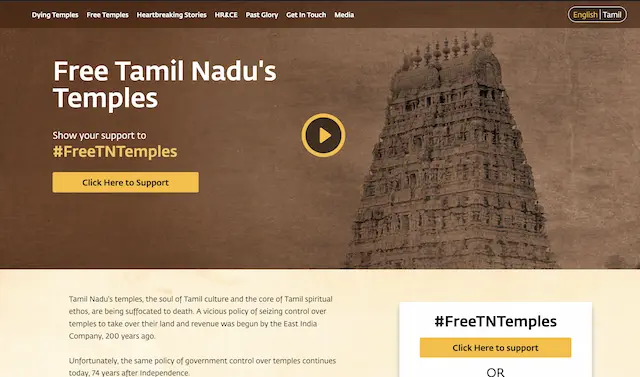 Dying Temples Free Temples Heartbreaking Stories HR&CE Past Glory Get In Touch Media English | Tamil
Free Tamil Nadu's
Temples
Show your support to
#FreeTNTemples
Click Here to Support
Tamil Nadu's temples, the soul of Tamil culture and the core of Tamil spiritual
ethos, are being suffocated to death. A vicious policy of seizing control over
temples to take over their land and revenue was begun by the East India
Company, 200 years ago.
Unfortunately, the same policy of government control over temples continues
today, 74 years after Independence.
#FreeTNTemples
Click Here to support
OR